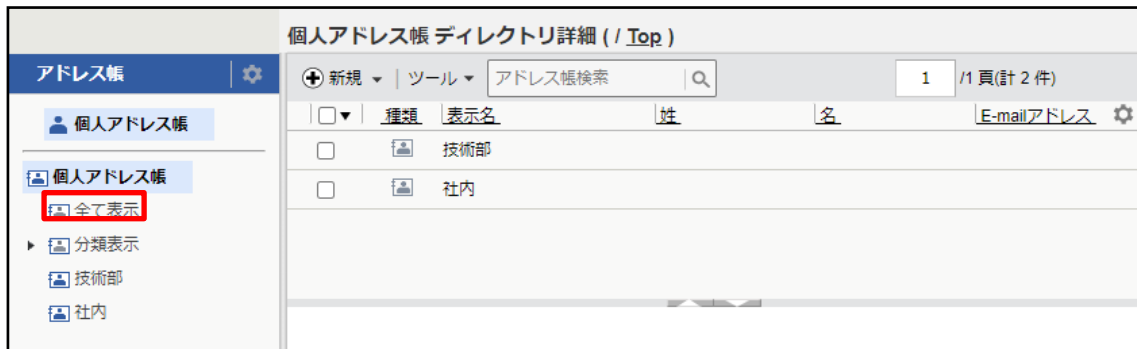 個人アドレス帳 ディレクトリ詳細 ( / Top )
アドレス帳
新規 ツール アドレス帳検索 1 /1 頁(計 2 件)
個人アドレス帳
種類 表示名 姓 名 E-mailアドレス
技術部
社内
個人アドレス帳
全て表示
分類表示
技術部
社内